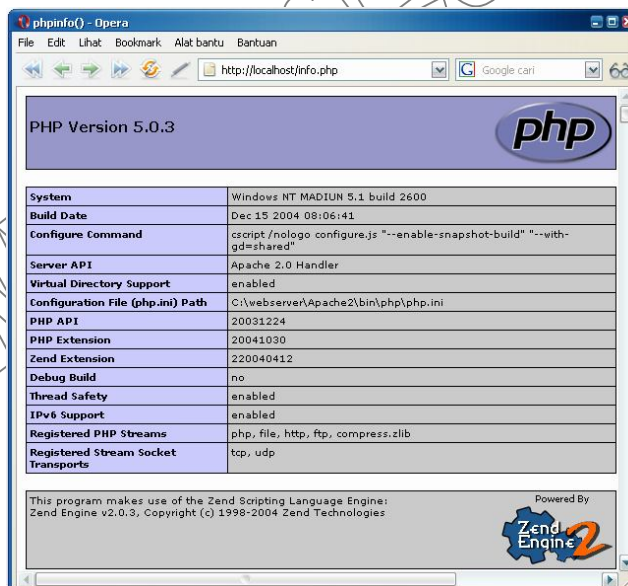 phpinfo() - Opera
File Edit Lihat Bookmark Alat bantu Bantuan
http://localhost/info.php G Google cari
PHP Version 5.0.3
php
System Windows NT MADIUN 5.1 build 2600
Build Date Dec 15 2004 08:06:41
Configure Command cscript /nologo configure.js "--enable-snapshot-build" "--with-
gd=shared"
Server API Apache 2.0 Handler
Virtual Directory Support enabled
Configuration File (php.ini) Path C:\webserver\Apache2\bin\php\php.ini
PHP API 20031224
PHP Extension 20041030
Zend Extension 220040412
Debug Build no
Thread Safety enabled
IPv6 Support enabled
Registered PHP Streams php, file, http, ftp, compress.zlib
Registered Stream Socket tcp, udp
Transports
This program makes use of the Zend Scripting Language Engine:
Zend Engine v2.0.3, Copyright (c) 1998-2004 Zend Technologies
Powered By
Zend
Engine 2